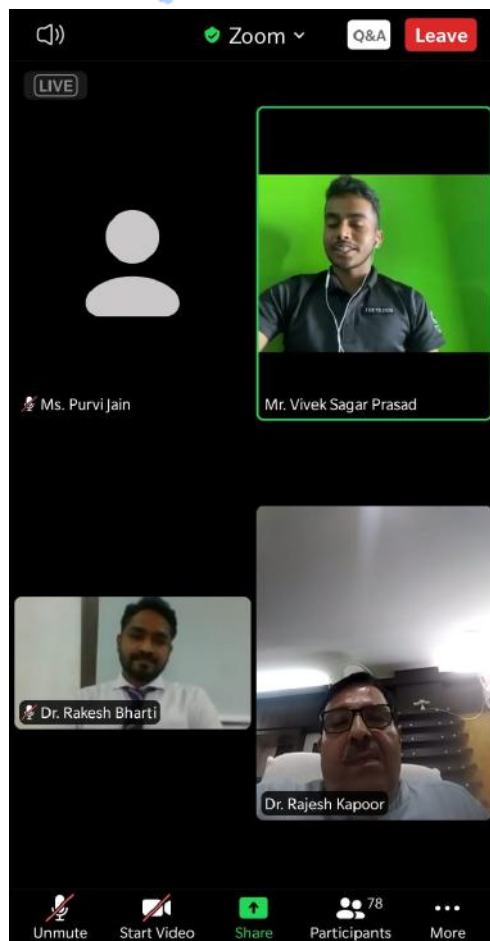 Zoom
Q&A
Leave
LIVE
Ms. Purvi Jain
Mr. Vivek Sagar Prasad
Dr. Rakesh Bharti
Dr. Rajesh Kapoor
Unmute
Start Video
Share
78
Participants
More